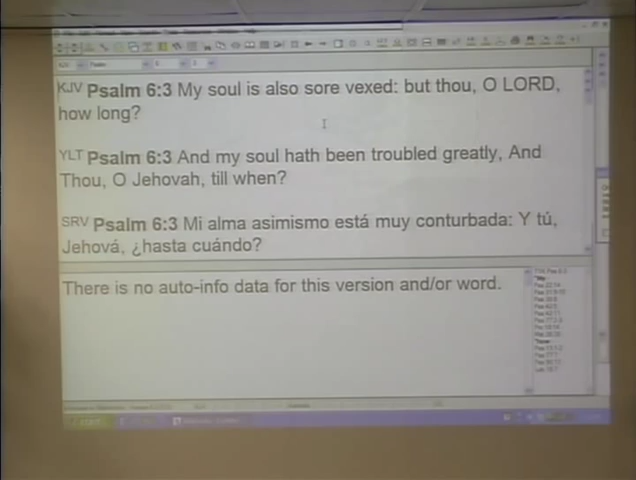 KJV Psalm 6:3 My soul is also sore vexed: but thou, O LORD,
how long?
YLT Psalm 6:3 And my soul hath been troubled greatly, And
Thou, O Jehovah, till when?
SRV Psalm 6:3 Mi alma asimismo está muy conturbada: Y tú,
Jehová, ¿hasta cuándo?
There is no auto-info data for this version and/or word.